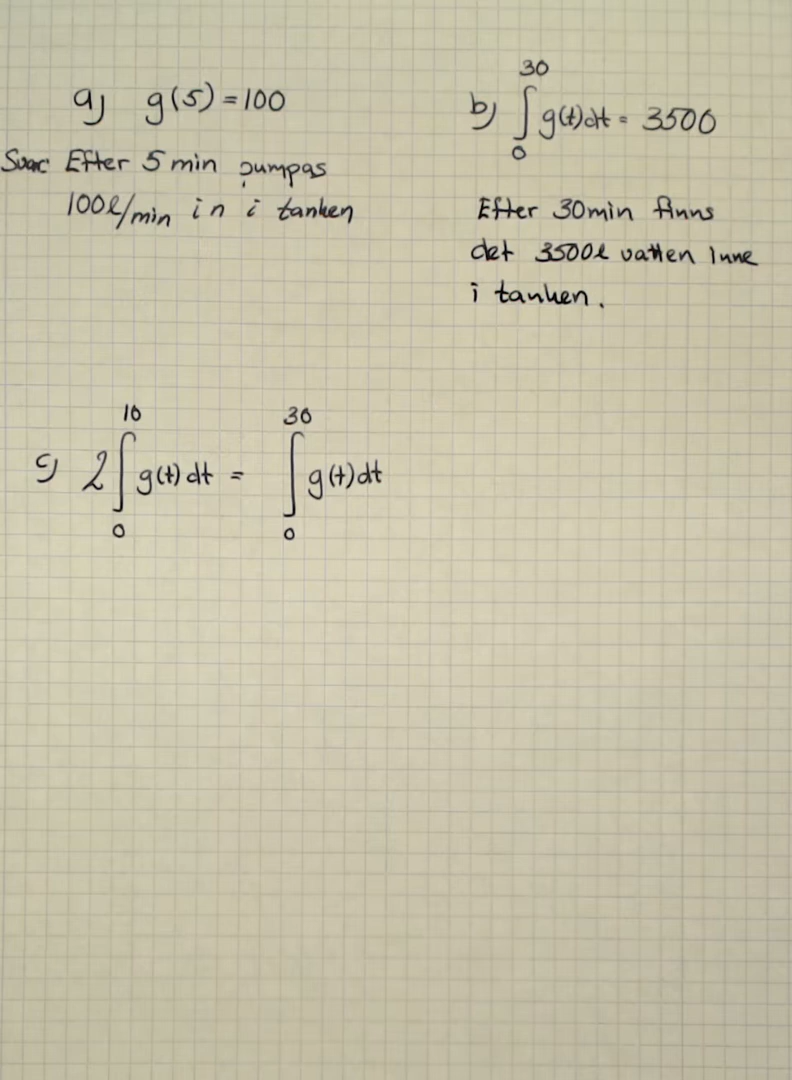 a) g(5) = 100
Svar: Efter 5 min pumpas
100l/min in i tanken
b) ∫₀³⁰ g(t)dt = 3500
Efter 30min finns
det 3500l vatten inne
i tanken.
c) 2∫₀¹⁰ g(t) dt = ∫₀³⁰ g(t) dt